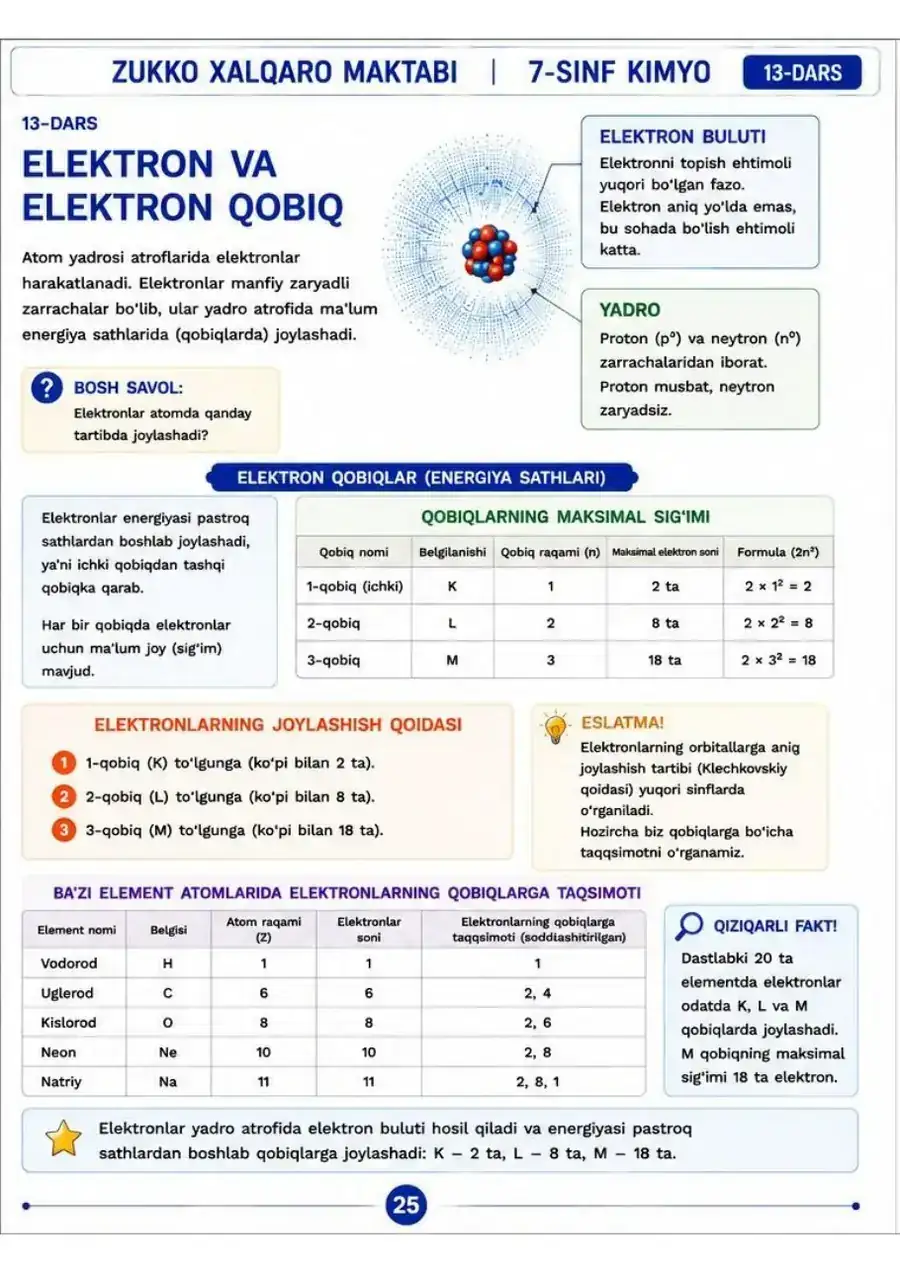 ZUKKO XALQARO MAKTABI | 7-SINF KIMYO 13-DARS
13-DARS
ELEKTRON VA
ELEKTRON QOBIQ
Atom yadrosi atroflarida elektronlar
harakatlanadi. Elektronlar manfiy zaryadli
zarrachalar bo'lib, ular yadro atrofida ma'lum
energiya sathlarida (qobiqlarda) joylashadi.
ELEKTRON BULUTI
Elektronni topish ehtimoli
yuqori bo'lgan fazo.
Elektron aniq yo'lda emas,
bu sohada bo'lish ehtimoli
katta.
YADRO
Proton (p⁰) va neytron (n⁰)
zarrachalaridan iborat.
Proton musbat, neytron
zaryadsiz.
? BOSH SAVOL:
Elektronlar atomda qanday
tartibda joylashadi?
ELEKTRON QOBIQLAR (ENERGIYA SATHLARI)
Elektronlar energiyasi pastroq
sathlardan boshlab joylashadi,
ya'ni ichki qobiqdan tashqi
qobiqka qarab.
Har bir qobiqda elektronlar
uchun ma'lum joy (sig'im)
mavjud.
QOBIQLARNING MAKSIMAL SIG'IMI
Qobiq nomi Belgilanishi Qobiq raqami (n) Maksimal elektron soni Formula (2n²)
1-qobiq (ichki) K 1 2 ta 2 × 1² = 2
2-qobiq L 2 8 ta 2 × 2² = 8
3-qobiq M 3 18 ta 2 × 3² = 18
ELEKTRONLARNING JOYLASHISH QOIDASI
1 1-qobiq (K) to'lgunga (ko'pi bilan 2 ta).
2 2-qobiq (L) to'lgunga (ko'pi bilan 8 ta).
3 3-qobiq (M) to'lgunga (ko'pi bilan 18 ta).
ESLATMA!
Elektronlarning orbitallarga aniq
joylashish tartibi (Klechkovskiy
qoidasi) yuqori sinflarda
o'rganiladi.
Hozircha biz qobiqlarga bo'icha
taqqsimotni o'rganamiz.
BA'ZI ELEMENT ATOMLARIDA ELEKTRONLARNING QOBIQLARGA TAQSIMOTI
Element nomi Belgisi Atom raqami (Z) Elektronlar soni Elektronlarning qobiqlarga taqqsimoti (soddlashitirilgan)
Vodorod H 1 1 1
Uglerod C 6 6 2, 4
Kislorod O 8 8 2, 6
Neon Ne 10 10 2, 8
Natriy Na 11 11 2, 8, 1
QIZIQARLI FAKT!
Dastlabki 20 ta
elementda elektronlar
odatda K, L va M
qobiqlarda joylashadi.
M qobiqning maksimal
sig'imi 18 ta elektron.
Elektronlar yadro atrofida elektron buluti hosil qiladi va energiyasi pastroq
sathlardan boshlab qobiqlarga joylashadi: K – 2 ta, L – 8 ta, M – 18 ta.
25